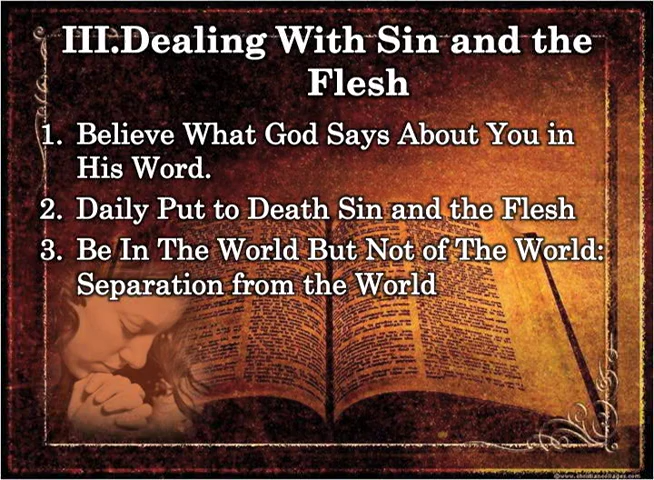 III.Dealing With Sin and the
Flesh
1. Believe What God Says About You in
His Word.
2. Daily Put to Death Sin and the Flesh
3. Be In The World But Not of The World:
Separation from the World